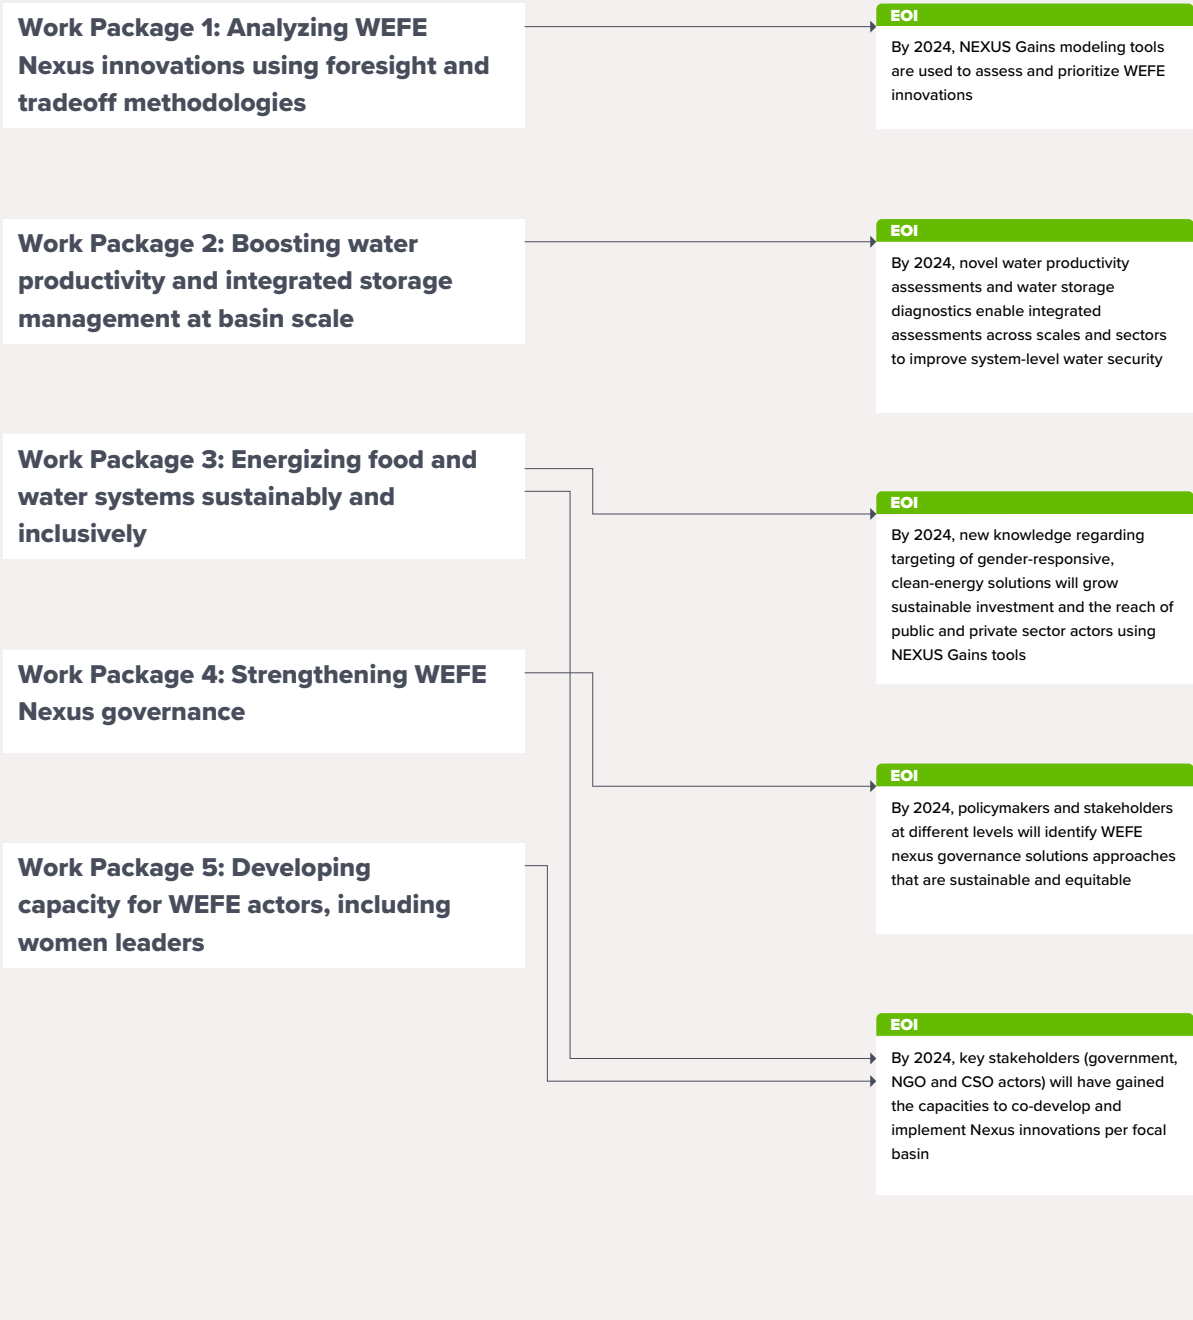 Work Package 1: Analyzing WEFE
Nexus innovations using foresight and
tradeoff methodologies
EOI
By 2024, NEXUS Gains modeling tools
are used to assess and prioritize WEFE
innovations
Work Package 2: Boosting water
productivity and integrated storage
management at basin scale
EOI
By 2024, novel water productivity
assessments and water storage
diagnostics enable integrated
assessments across scales and sectors
to improve system-level water security
Work Package 3: Energizing food and
water systems sustainably and
inclusively
EOI
By 2024, new knowledge regarding
targeting of gender-responsive,
clean-energy solutions will grow
sustainable investment and the reach of
public and private sector actors using
NEXUS Gains tools
Work Package 4: Strengthening WEFE
Nexus governance
EOI
By 2024, policymakers and stakeholders
at different levels will identify WEFE
nexus governance solutions approaches
that are sustainable and equitable
Work Package 5: Developing
capacity for WEFE actors, including
women leaders
EOI
By 2024, key stakeholders (government,
NGO and CSO actors) will have gained
the capacities to co-develop and
implement Nexus innovations per focal
basin